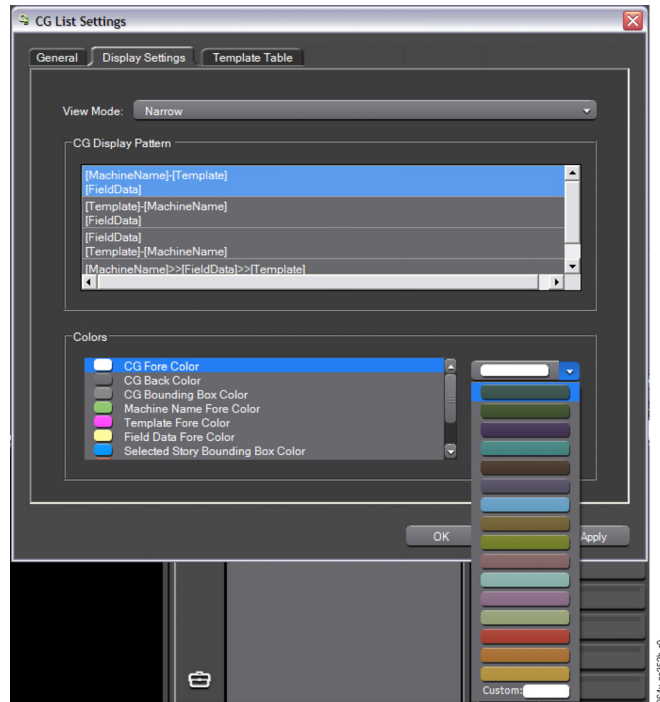 CG List Settings
General
Display Settings
Template Table
View Mode:
Narrow
CG Display Pattern
[MachineName]-[Template]
[FieldData]
[Template]-[MachineName]
[FieldData]
[FieldData]
[Template]-[MachineName]
[MachineName]>>[FieldData]>>[Template]
Colors
CG Fore Color
CG Back Color
CG Bounding Box Color
Machine Name Fore Color
Template Fore Color
Field Data Fore Color
Selected Story Bounding Box Color
OK
Apply
Custom: